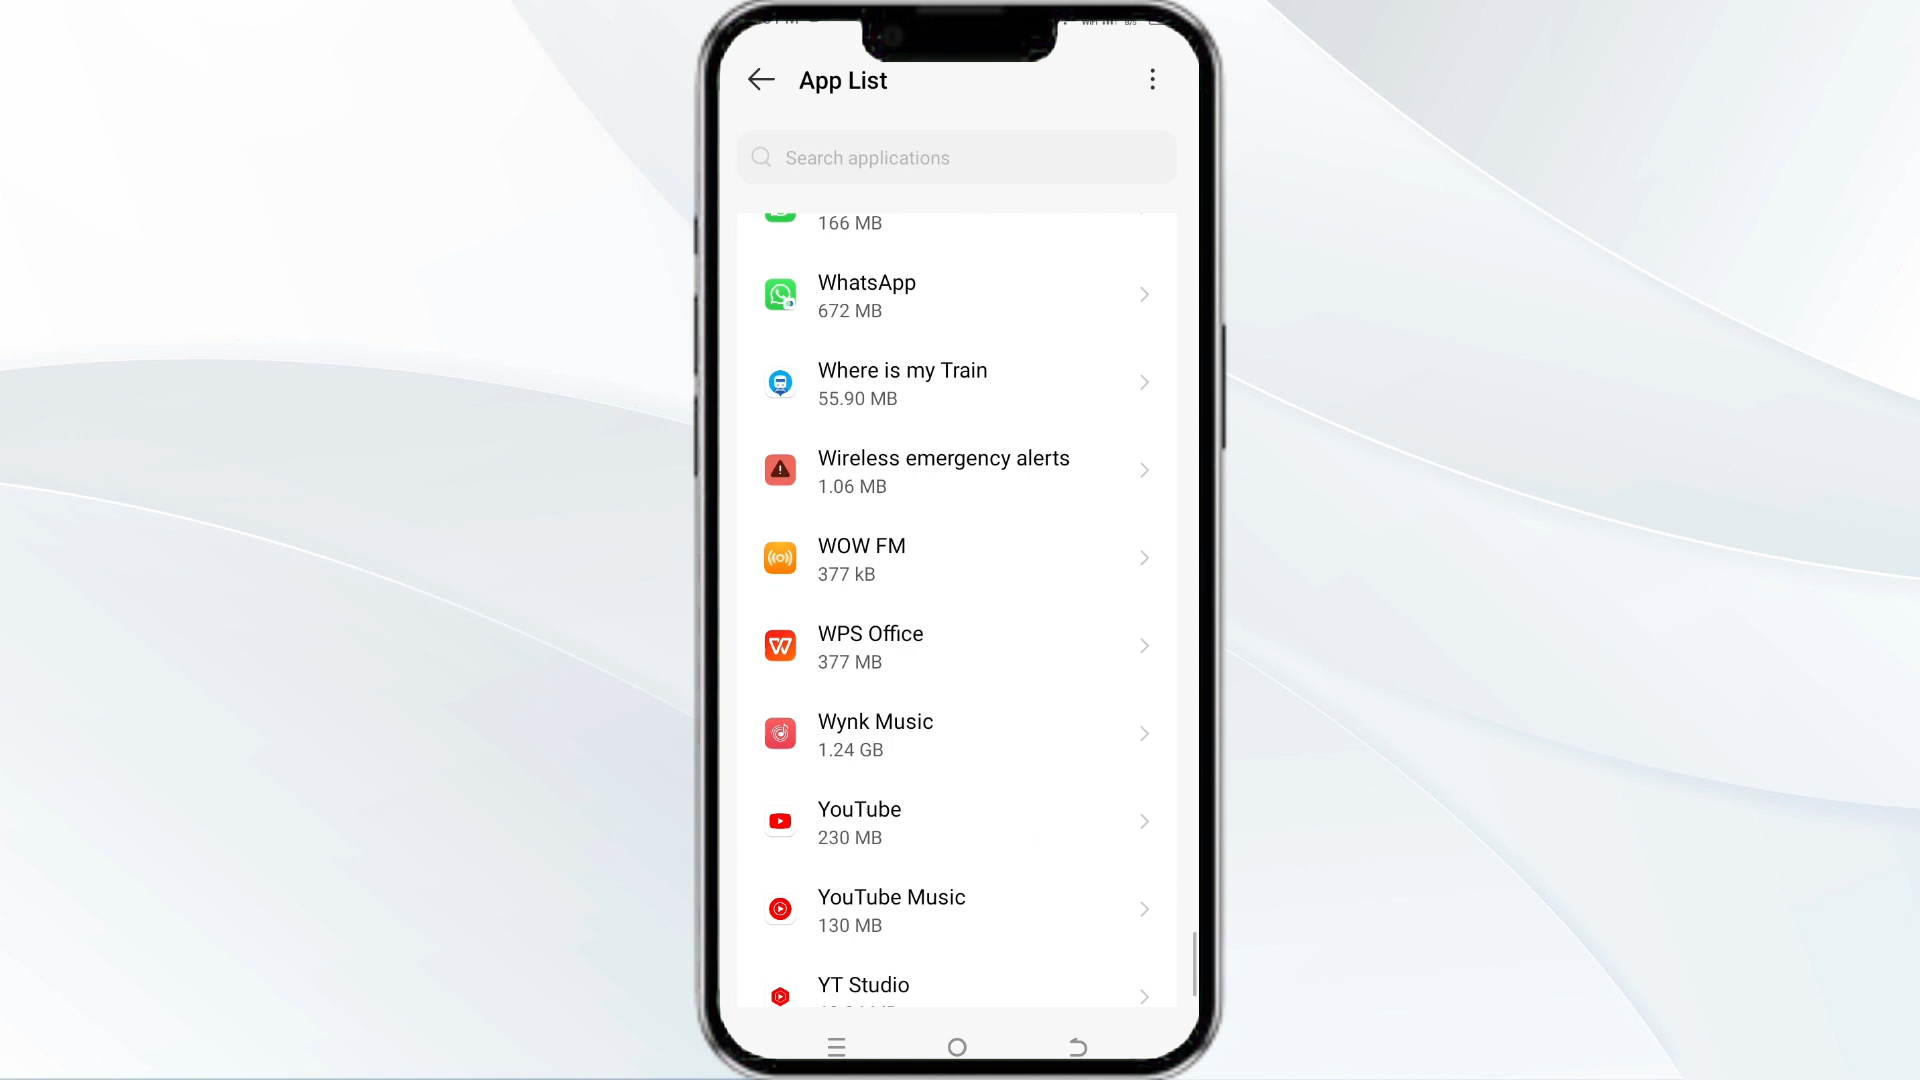 App List
Search applications
166 MB
WhatsApp
672 MB
Where is my Train
55.90 MB
Wireless emergency alerts
1.06 MB
WOW FM
377 kB
WPS Office
377 MB
Wynk Music
1.24 GB
YouTube
230 MB
YouTube Music
130 MB
YT Studio